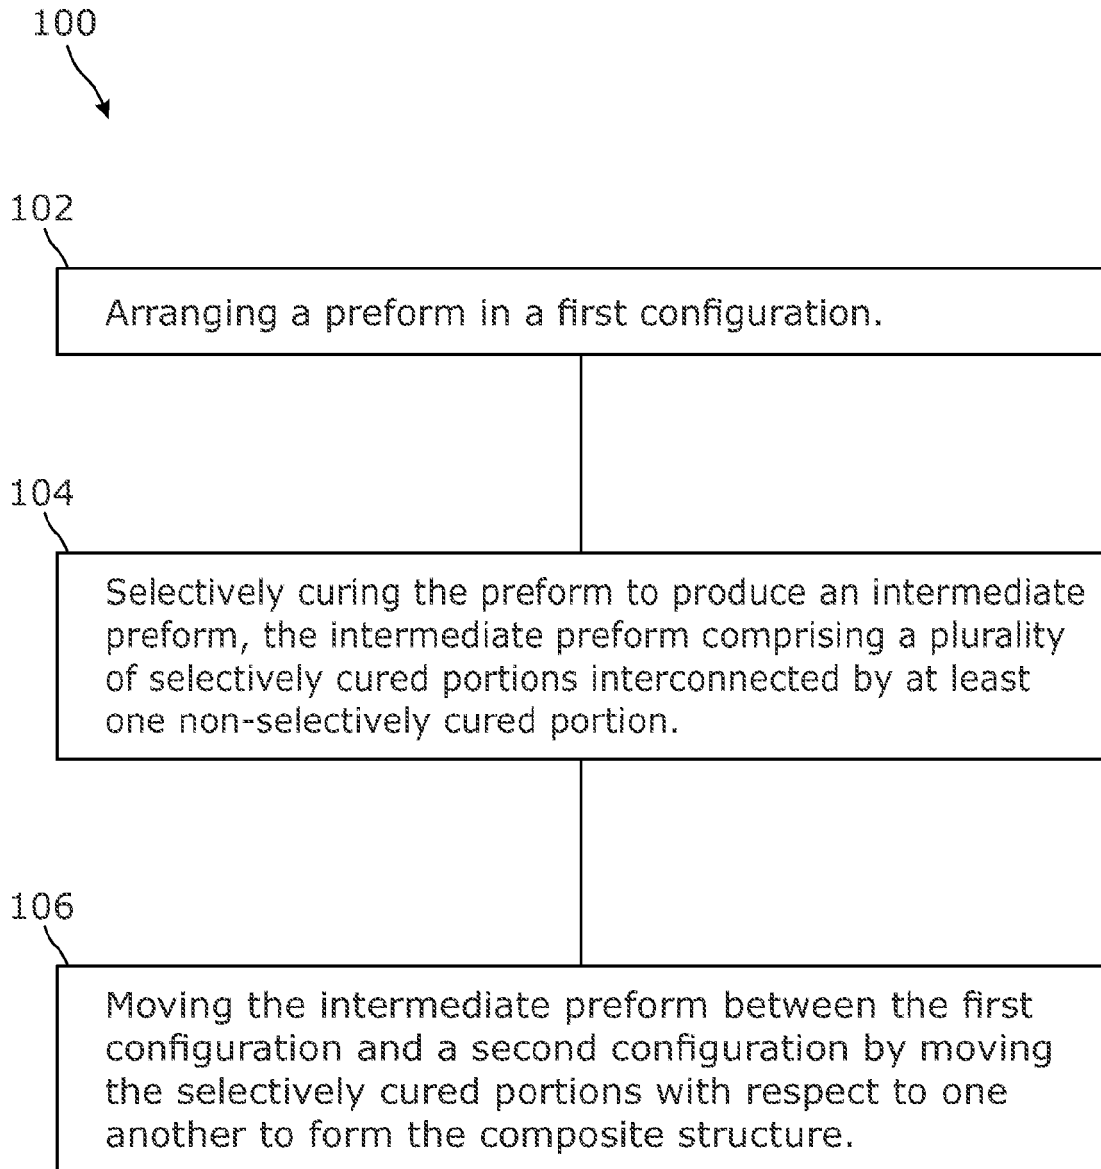 100
102
Arranging a preform in a first configuration.
104
Selectively curing the preform to produce an intermediate
preform, the intermediate preform comprising a plurality
of selectively cured portions interconnected by at least
one non-selectively cured portion.
106
Moving the intermediate preform between the first
configuration and a second configuration by moving
the selectively cured portions with respect to one
another to form the composite structure.